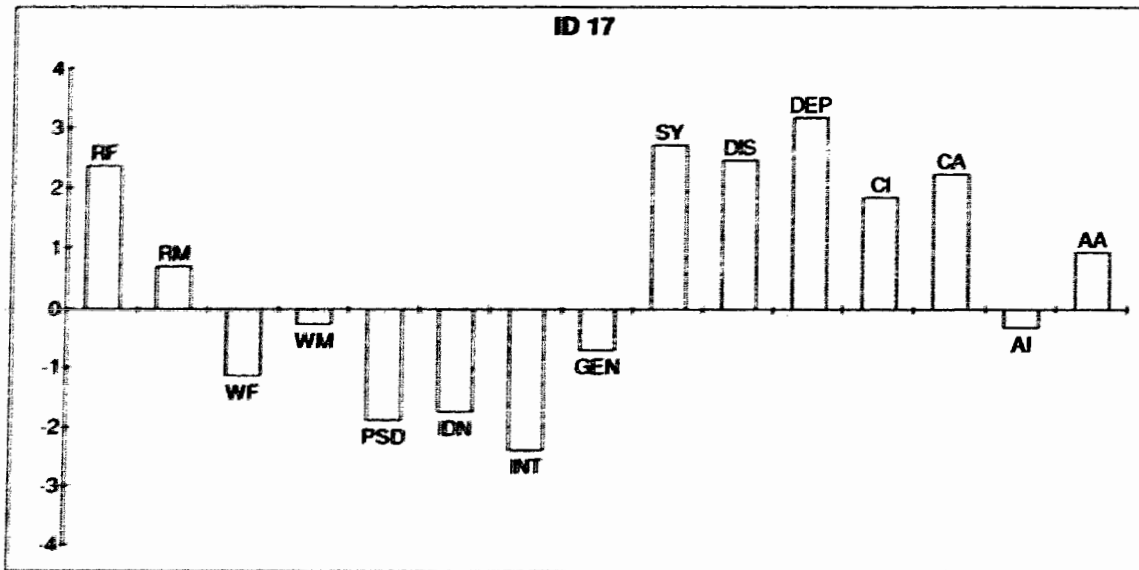 ID 17
4
3
2
1
0
-1
-2
-3
-4
RF
RM
WF
WM
PSD
IDN
INT
GEN
SY
DIS
DEP
CI
CA
AI
AA